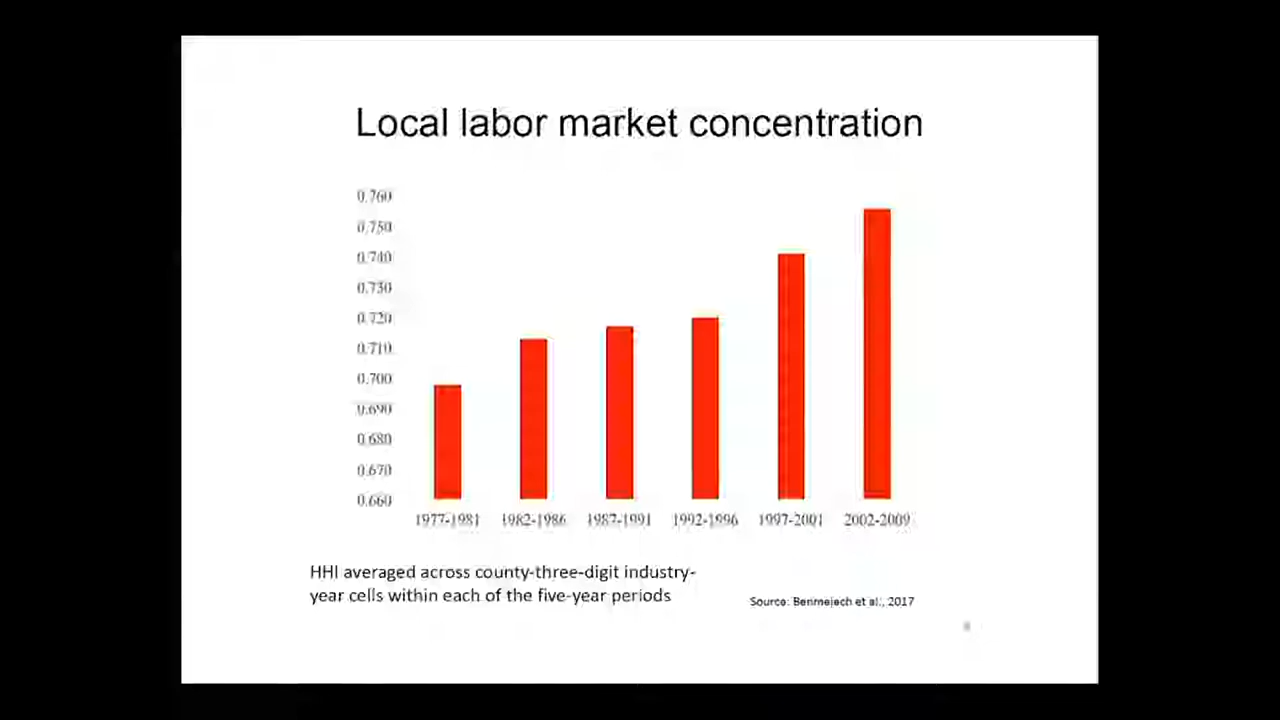 Local labor market concentration
0.760
0.750
0.740
0.730
0.720
0.710
0.700
0.690
0.680
0.670
0.660
1977-1981 1982-1986 1987-1991 1992-1996 1997-2001 2002-2009
HHI averaged across county-three-digit industry-
year cells within each of the five-year periods
Source: Benmelech et al., 2017